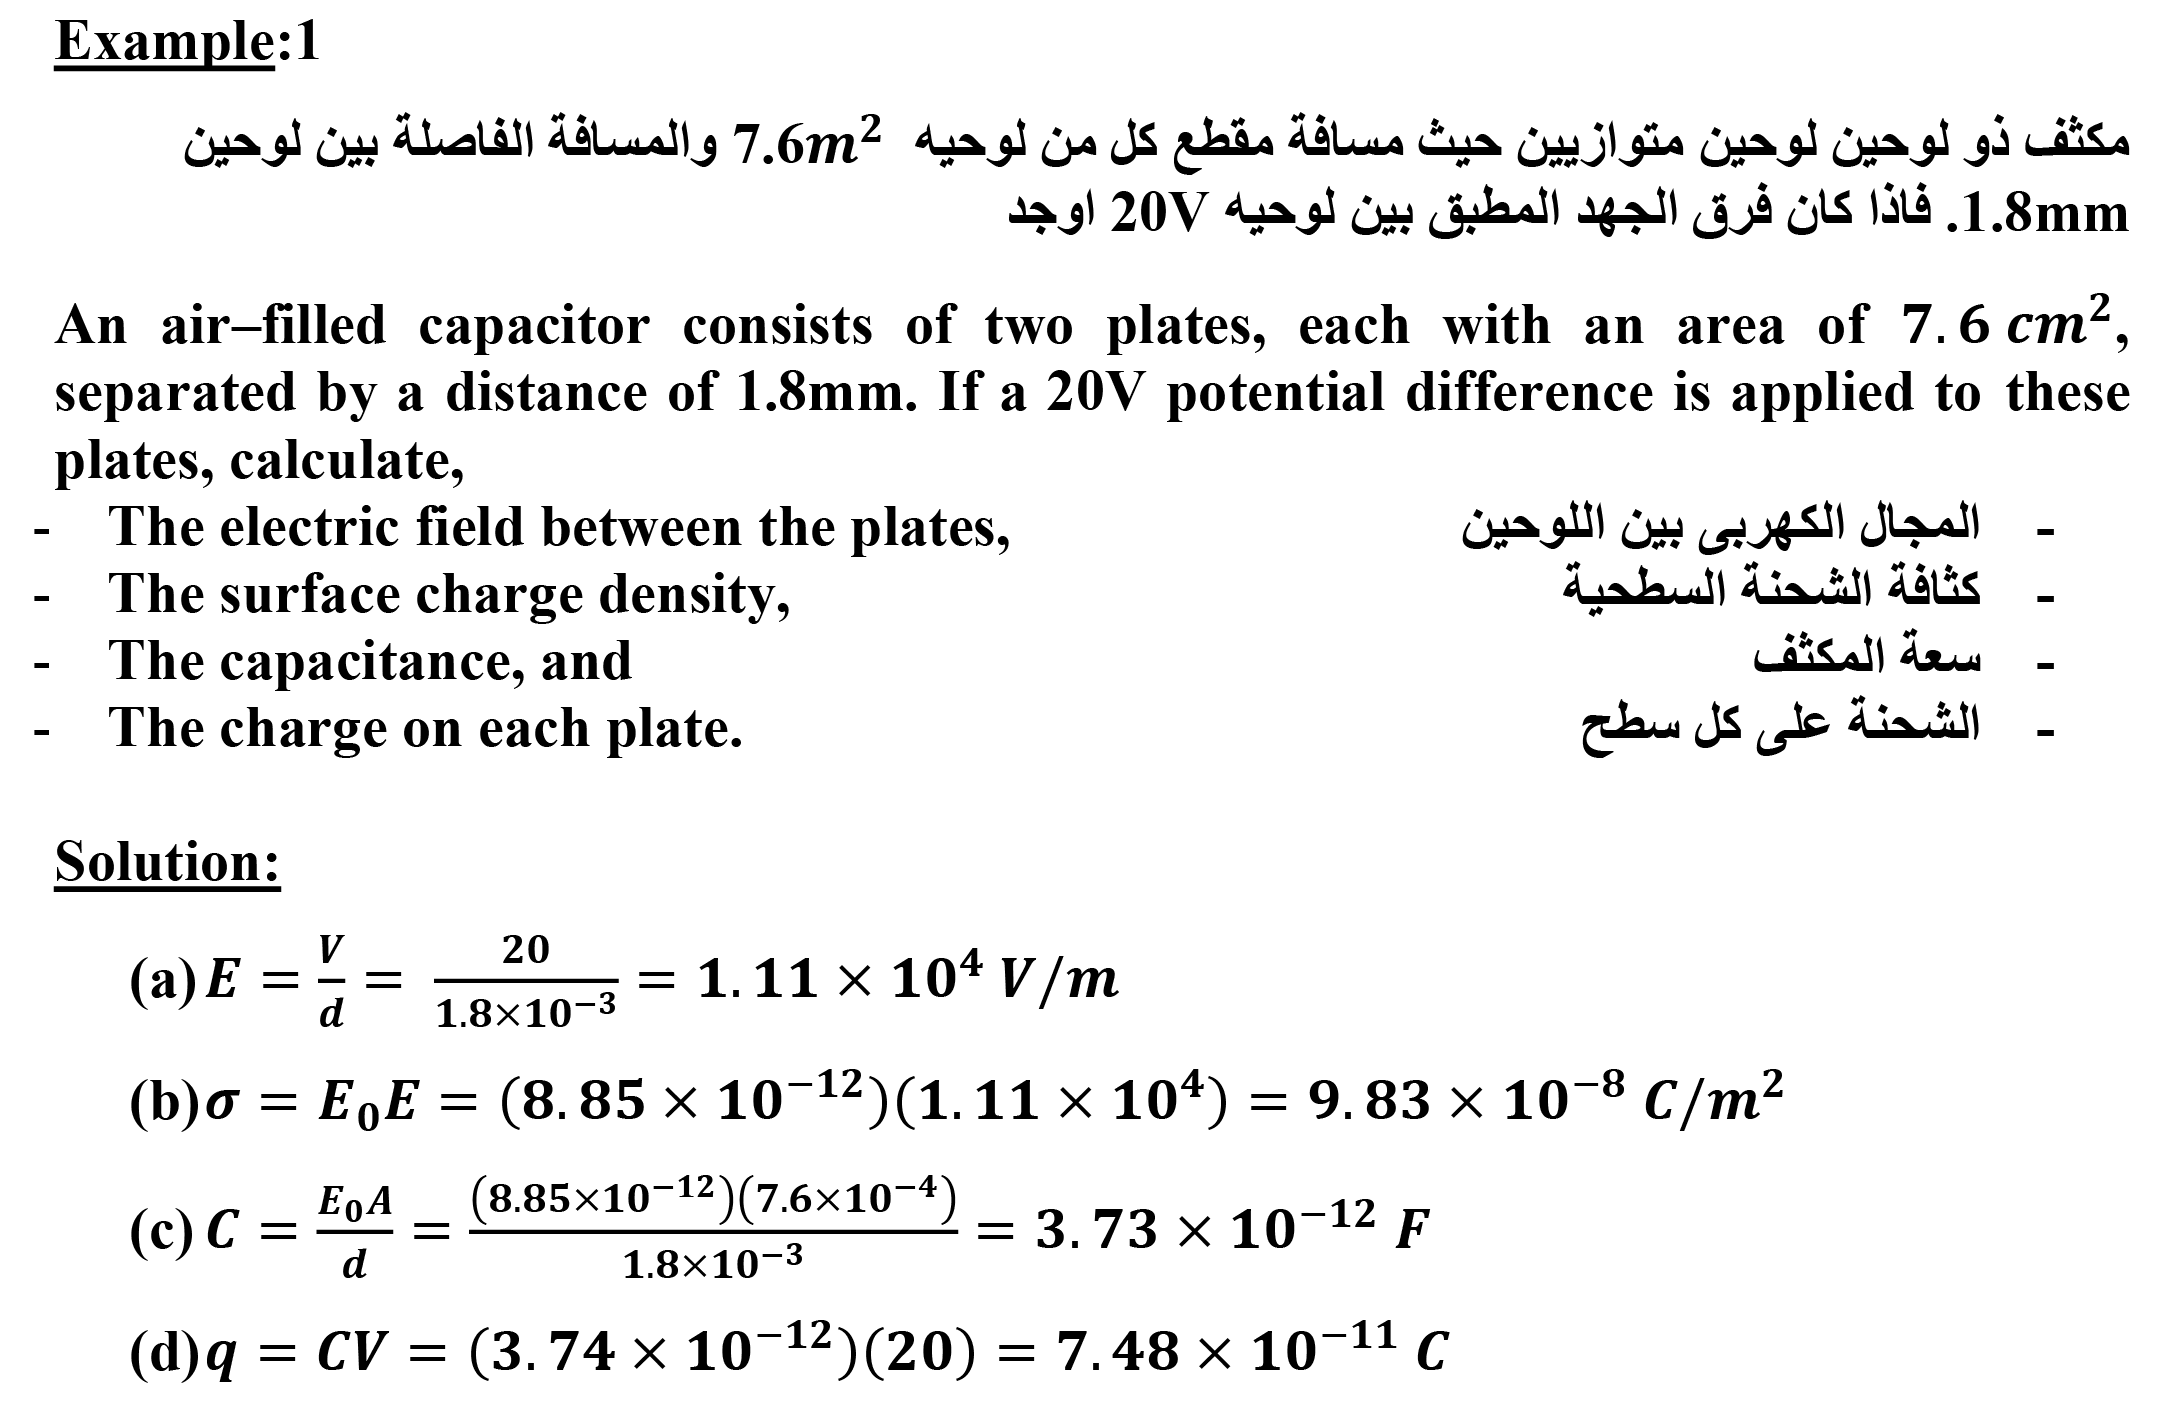 Example:1
مكثف ذو لوحين لوحين متوازيين حيث مسافة مقطع كل من لوحيه 7.6m² والمسافة الفاصلة بين لوحين
1.8mm. فاذا كان فرق الجهد المطبق بين لوحيه 20V اوجد
An air–filled capacitor consists of two plates, each with an area of 7.6 cm²,
separated by a distance of 1.8mm. If a 20V potential difference is applied to these
plates, calculate,
- The electric field between the plates, - المجال الكهربى بين اللوحين
- The surface charge density, - كثافة الشحنة السطحية
- The capacitance, and - سعة المكثف
- The charge on each plate. - الشحنة على كل سطح
Solution:
(a) E = V/d = 20/(1.8×10⁻³) = 1.11 × 10⁴ V/m
(b) σ = E₀E = (8.85 × 10⁻¹²)(1.11 × 10⁴) = 9.83 × 10⁻⁸ C/m²
(c) C = E₀A/d = (8.85×10⁻¹²)(7.6×10⁻⁴)/(1.8×10⁻³) = 3.73 × 10⁻¹² F
(d) q = CV = (3.74 × 10⁻¹²)(20) = 7.48 × 10⁻¹¹ C